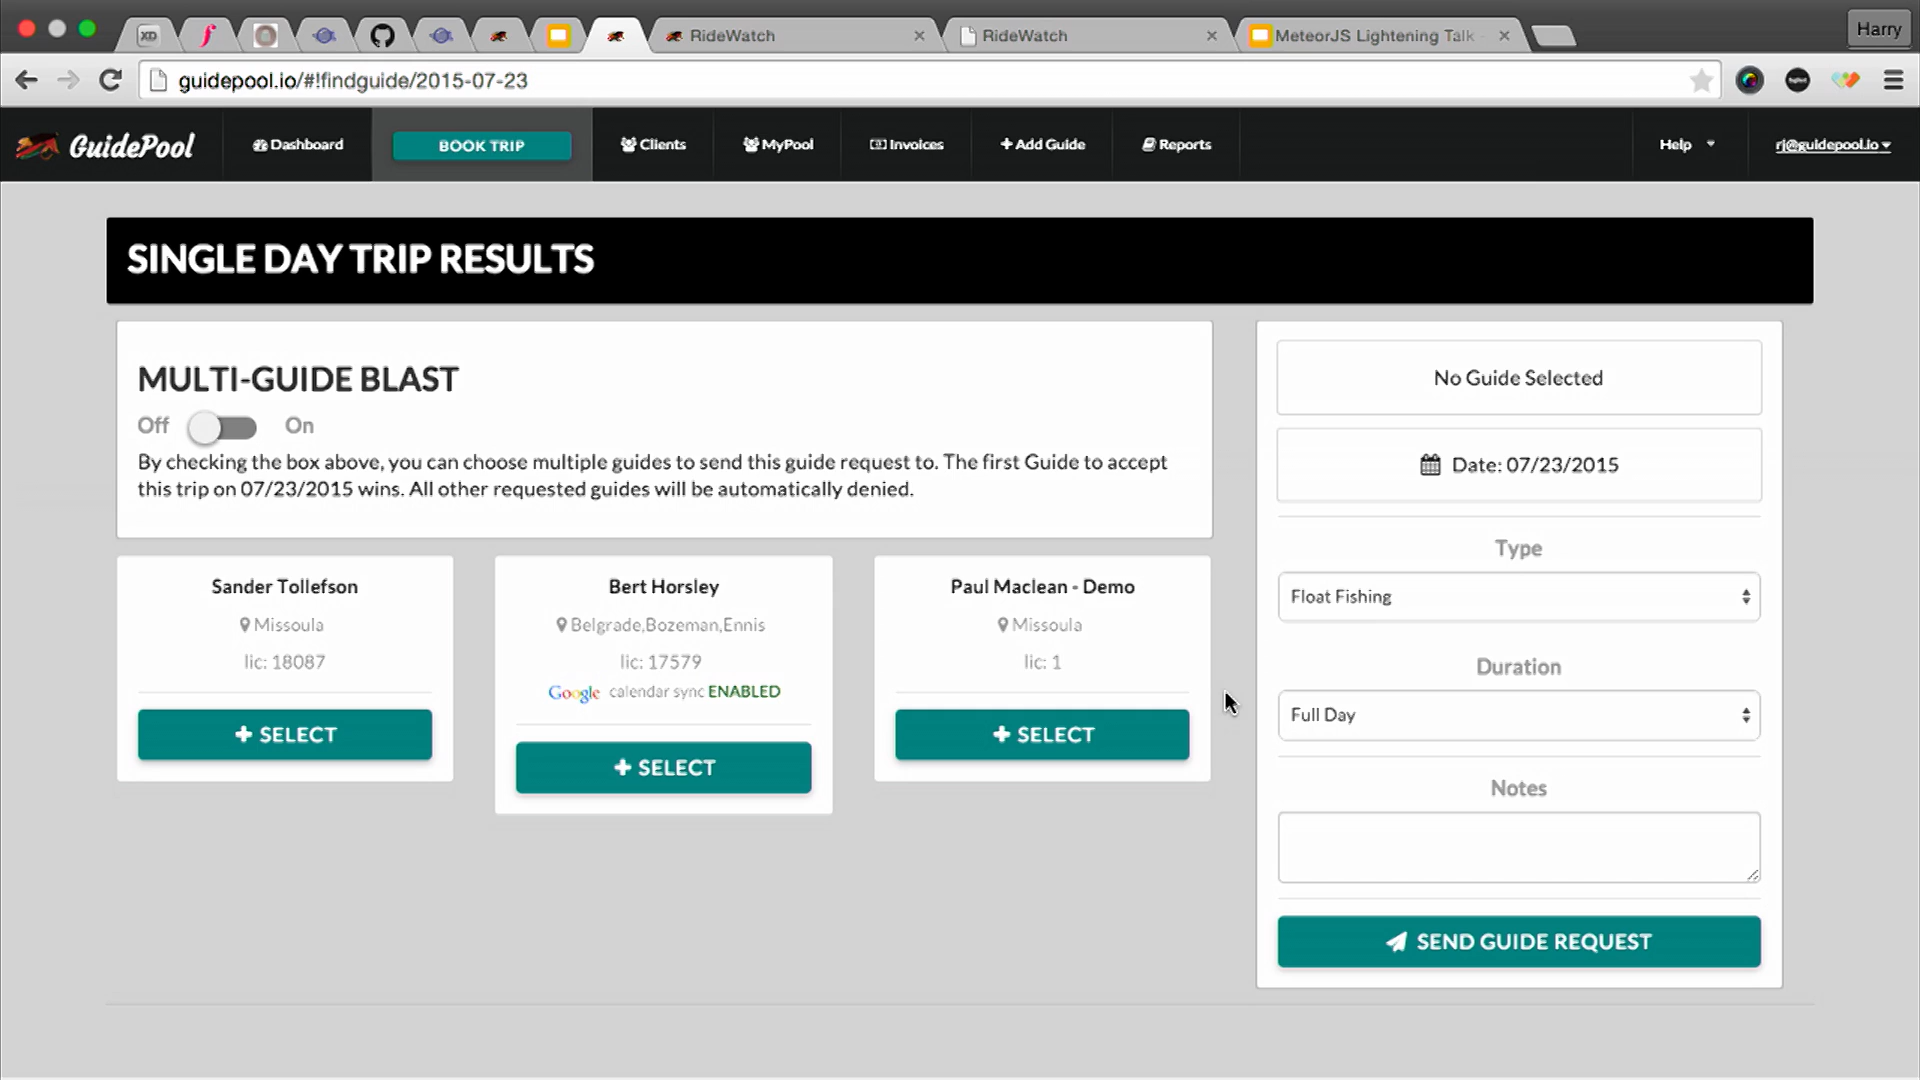 XD
RideWatch
RideWatch
MeteorJS Lightening Talk
Harry
guidepool.io/#!findguide/2015-07-23
GuidePool
Dashboard
BOOK TRIP
Clients
MyPool
Invoices
Add Guide
Reports
Help
rj@guidepool.io
SINGLE DAY TRIP RESULTS
MULTI-GUIDE BLAST
Off On
By checking the box above, you can choose multiple guides to send this guide request to. The first Guide to accept
this trip on 07/23/2015 wins. All other requested guides will be automatically denied.
Sander Tollefson
Missoula
lic: 18087
SELECT
Bert Horsley
Belgrade,Bozeman,Ennis
lic: 17579
Google calendar sync ENABLED
SELECT
Paul Maclean - Demo
Missoula
lic: 1
SELECT
No Guide Selected
Date: 07/23/2015
Type
Float Fishing
Duration
Full Day
Notes
SEND GUIDE REQUEST